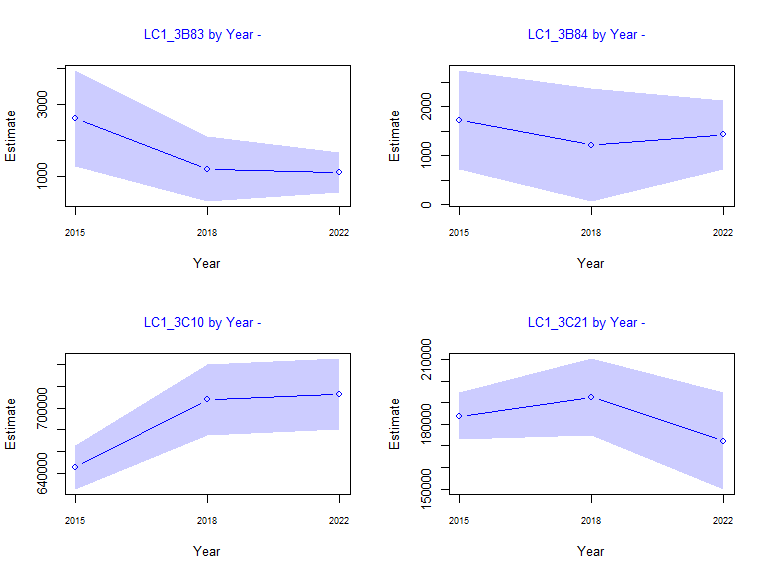 LC1_3B83 by Year -
Estimate
1000
3000
2015
2018
2022
Year
LC1_3B84 by Year -
Estimate
0
1000
2000
2015
2018
2022
Year
LC1_3C10 by Year -
Estimate
640000
700000
2015
2018
2022
Year
LC1_3C21 by Year -
Estimate
150000
180000
210000
2015
2018
2022
Year